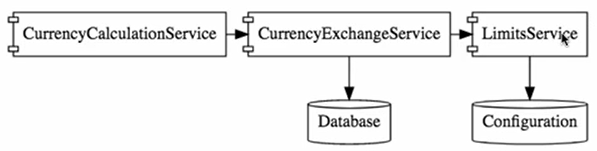 CurrencyCalculationService
CurrencyExchangeService
LimitsService
Database
Configuration